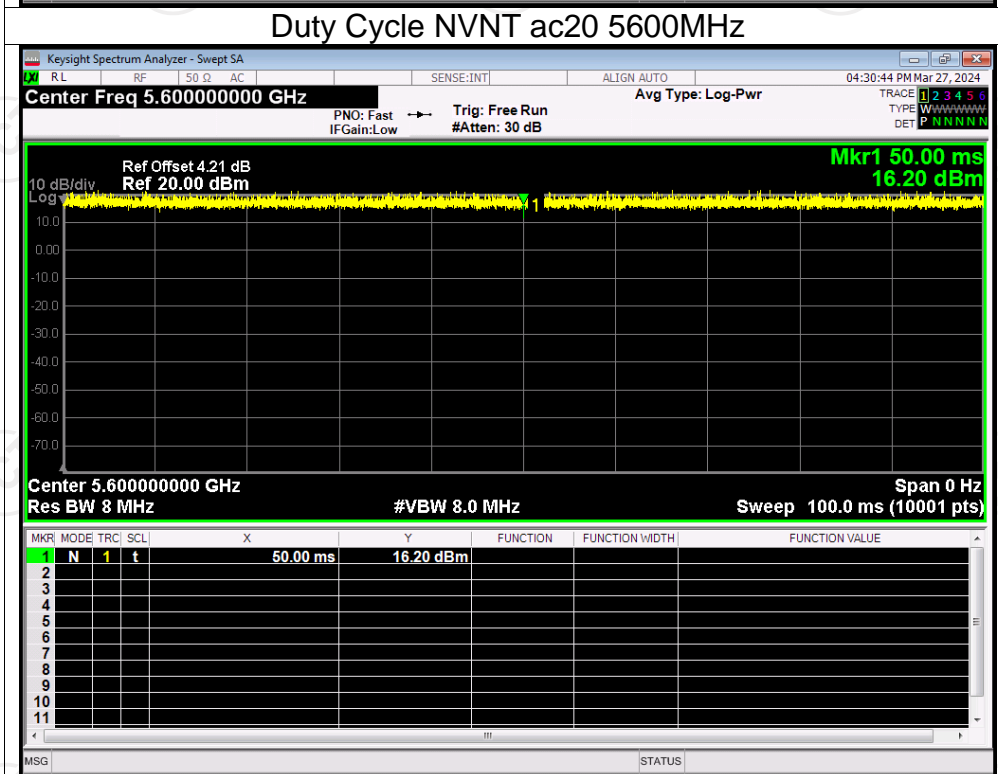 Duty Cycle NVNT ac20 5600MHz
Keysight Spectrum Analyzer - Swept SA
LXI RL RF 50 Ω AC SENSE:INT ALIGN AUTO 04:30:44 PM Mar 27, 2024
Center Freq 5.600000000 GHz Avg Type: Log-Pwr TRACE 1 2 3 4 5 6
PNO: Fast Trig: Free Run TYPE WWWWWW
IFGain:Low #Atten: 30 dB DET P N N N N N
Mkr1 50.00 ms
Ref Offset 4.21 dB
10 dB/div Ref 20.00 dBm 16.20 dBm
Log
1
10.0
0.00
-10.0
-20.0
-30.0
-40.0
-50.0
-60.0
-70.0
Center 5.600000000 GHz Span 0 Hz
Res BW 8 MHz #VBW 8.0 MHz Sweep 100.0 ms (10001 pts)
MKR MODE TRC SCL X Y FUNCTION FUNCTION WIDTH FUNCTION VALUE
1 N 1 t 50.00 ms 16.20 dBm
2
3
4
5
6
7
8
9
10
11
MSG STATUS